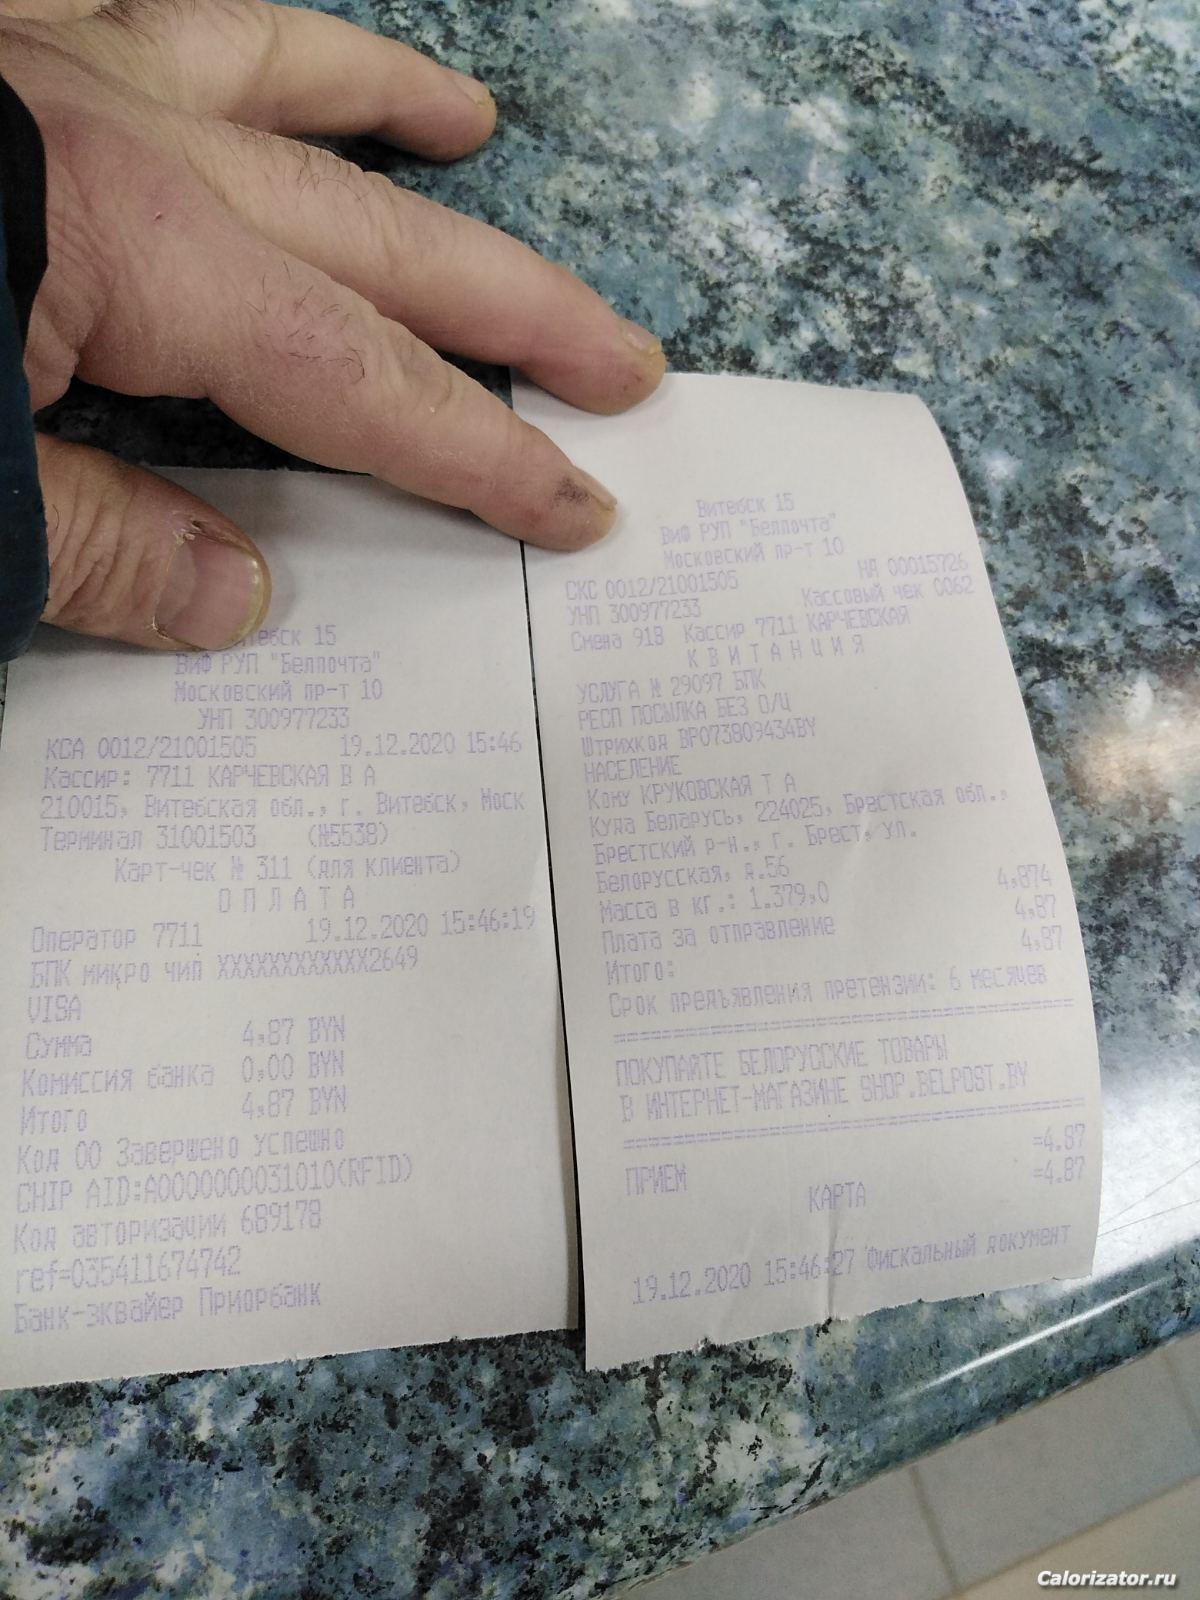 Витебск 15
ВиФ РУП "Белпочта"
Московский пр-т 10
УНП 300977233
КСА 0012/21001505 19.12.2020 15:46
Кассир: 7711 КАРЧЕВСКАЯ В А
210015, Витебская обл., г. Витебск, Моск
Терминал 31001503 (№5538)
Карт-чек № 311 (для клиента)
О П Л А Т А
Оператор 7711 19.12.2020 15:46:19
БПК микро чип XXXXXXXXXXXX2649
VISA
Сумма 4,87 BYN
Комиссия банка 0,00 BYN
Итого 4,87 BYN
Код 00 Завершено успешно
CHIP AID:A0000000031010(RFID)
Код авторизации 689178
ref=035411674742
Банк-эквайер Приорбанк
Витебск 15
ВиФ РУП "Белпочта"
Московский пр-т 10
СКС 0012/21001505 НА 00015726
УНП 300977233 Кассовый чек 0062
Смена 918 Кассир 7711 КАРЧЕВСКАЯ
К В И Т А Н Ц И Я
УСЛУГА № 29097 БПК
РЕСП ПОСЫЛКА БЕЗ О/Ц
Штрихкод BP073809434BY
НАСЕЛЕНИЕ
Кому КРУКОВСКАЯ Т А
Куда Беларусь, 224025, Брестская обл.,
Брестский р-н., г. Брест, ул.
Белорусская, д.56
Масса в кг.: 1.379,0 4,874
Плата за отправление 4,87
Итого: 4,87
Срок предъявления претензии: 6 месяцев
ПОКУПАЙТЕ БЕЛОРУССКИЕ ТОВАРЫ
В ИНТЕРНЕТ-МАГАЗИНЕ SHOP.BELPOST.BY
=4.87
ПРИЕМ =4.87
КАРТА
19.12.2020 15:46:27 Фискальный документ
Calorizator.ru